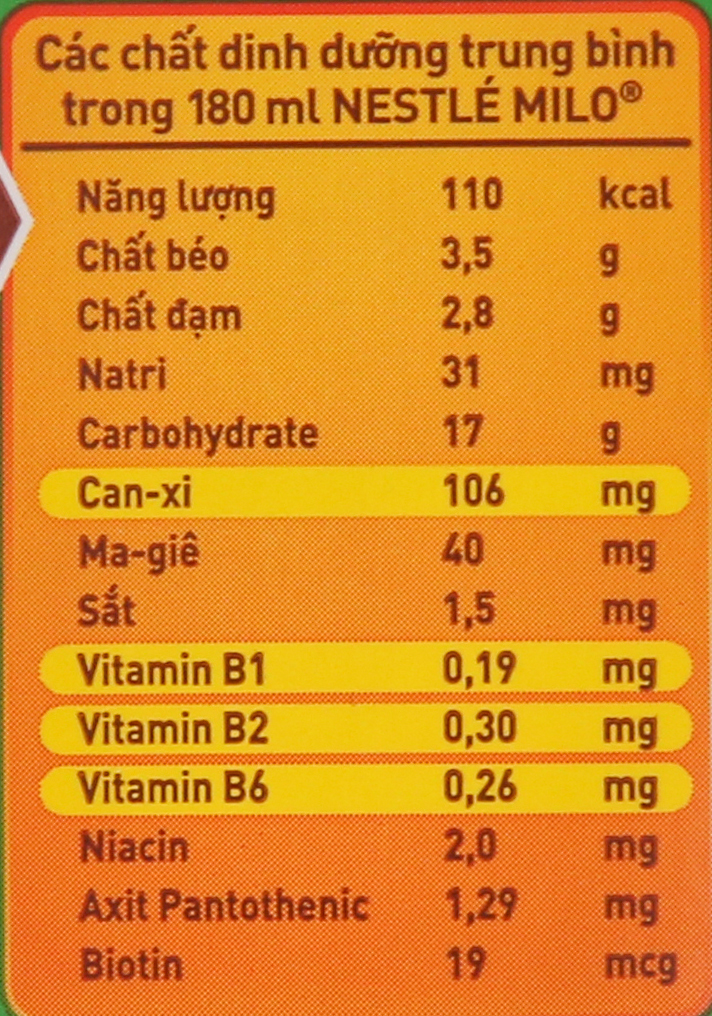 Các chất dinh dưỡng trung bình
trong 180 ml NESTLÉ MILO®
Năng lượng 110 kcal
Chất béo 3,5 g
Chất đạm 2,8 g
Natri 31 mg
Carbohydrate 17 g
Can-xi 106 mg
Ma-giê 40 mg
Sắt 1,5 mg
Vitamin B1 0,19 mg
Vitamin B2 0,30 mg
Vitamin B6 0,26 mg
Niacin 2,0 mg
Axit Pantothenic 1,29 mg
Biotin 19 mcg